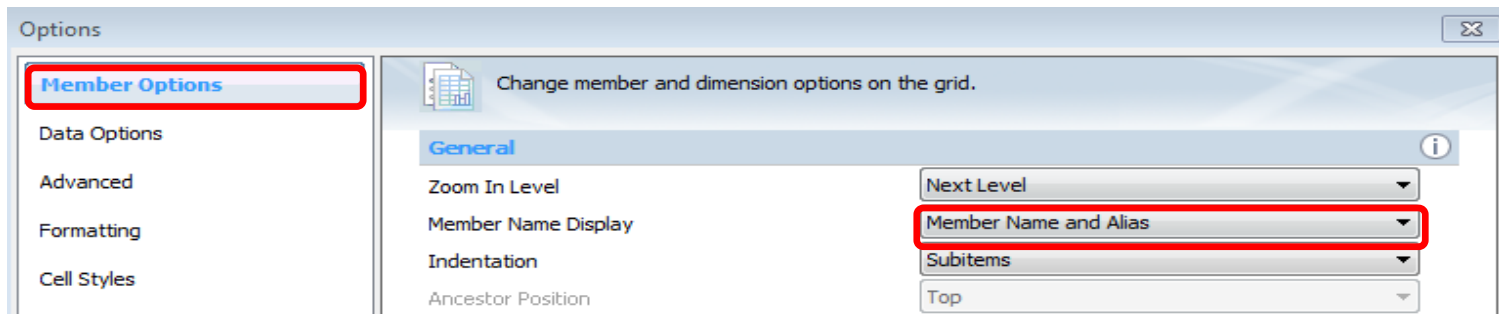 Options
Member Options
Data Options
Advanced
Formatting
Cell Styles
Change member and dimension options on the grid.
General
Zoom In Level Next Level
Member Name Display Member Name and Alias
Indentation Subitems
Ancestor Position Top